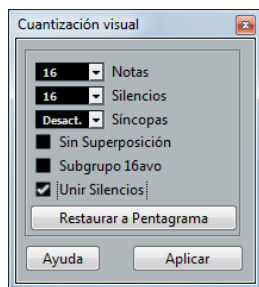 Cuantización visual
16 Notas
16 Silencios
Desact. Síncopas
Sin Superposición
Subgrupo 16avo
Unir Silencios
Restaurar a Pentagrama
Ayuda Aplicar